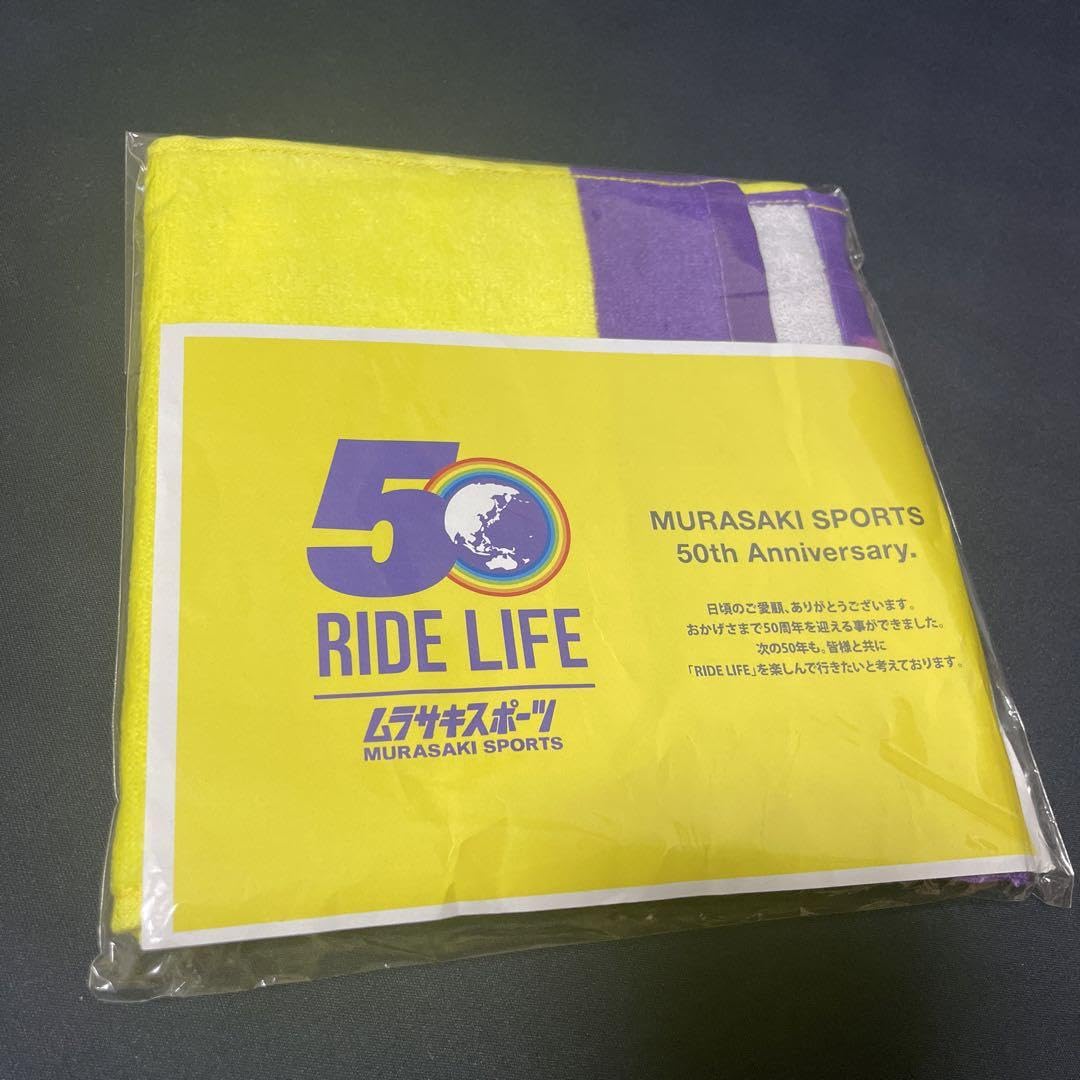 50
RIDE LIFE
ムラサキスポーツ
MURASAKI SPORTS
MURASAKI SPORTS
50th Anniversary.
日頃のご愛顧、ありがとうございます。
おかげさまで50周年を迎える事ができました。
次の50年も。皆様と共に
「RIDE LIFE」を楽しんで行きたいと考えております。